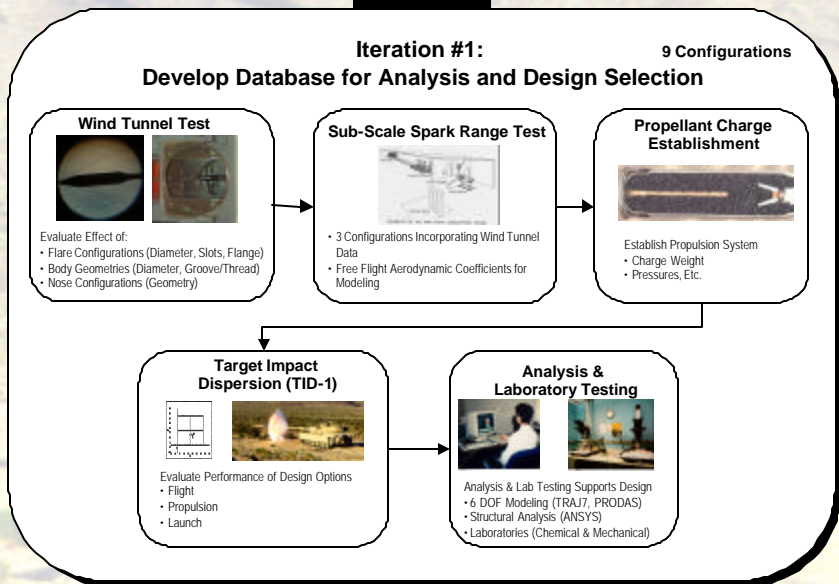 Iteration #1:
9 Configurations
Develop Database for Analysis and Design Selection
Wind Tunnel Test
Evaluate Effect of:
• Flare Configurations (Diameter, Slots, Flange)
• Body Geometries (Diameter, Groove/Thread)
• Nose Configurations (Geometry)
Sub-Scale Spark Range Test
• 3 Configurations Incorporating Wind Tunnel
Data
• Free Flight Aerodynamic Coefficients for
Modeling
Propellant Charge
Establishment
Establish Propulsion System
• Charge Weight
• Pressures, Etc.
Target Impact
Dispersion (TID-1)
Evaluate Performance of Design Options
• Flight
• Propulsion
• Launch
Analysis &
Laboratory Testing
Analysis & Lab Testing Supports Design
• 6 DOF Modeling (TRAJ7, PRODAS)
• Structural Analysis (ANSYS)
• Laboratories (Chemical & Mechanical)